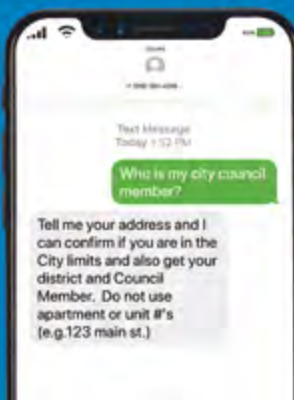 Text Message
Who is my city council
member?
Tell me your address and I
can confirm if you are in the
City limits and also get your
district and Council
Member. Do not use
apartment or unit #'s
(e.g.123 main st.)